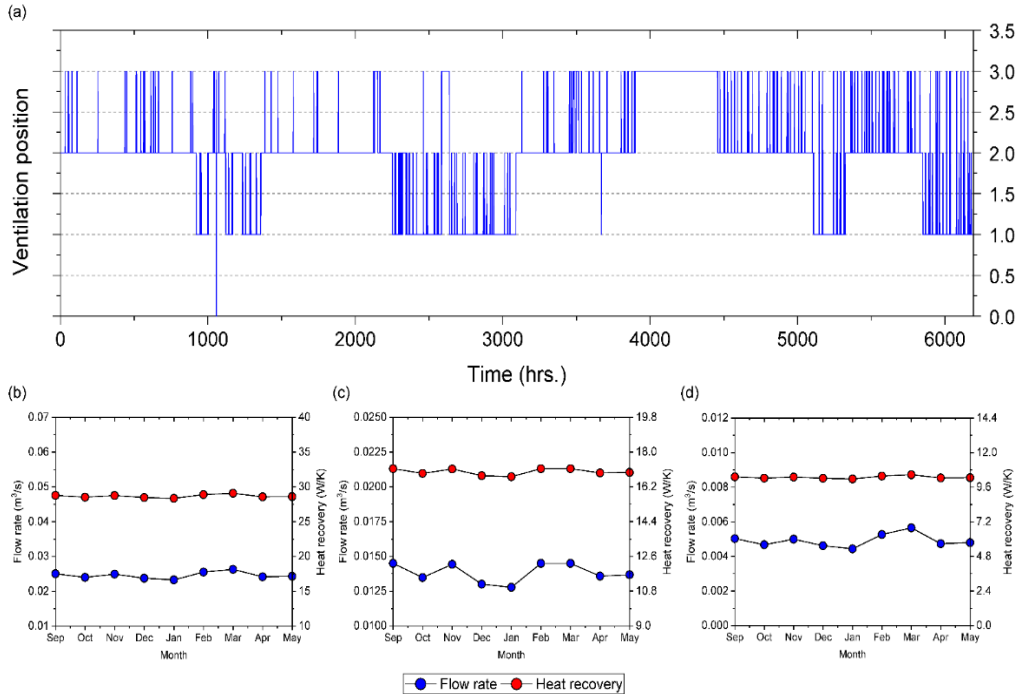 (a)
3.5
3.0
2.5
2.0
1.5
1.0
0.5
0.0
Ventilation position
0 1000 2000 3000 4000 5000 6000
Time (hrs.)
(b)
0.07
0.06
0.05
0.04
0.03
0.02
0.01
Flow rate (m³/s)
40
35
30
25
20
15
10
Heat recovery (W/K)
Sep Oct Nov Dec Jan Feb Mar Apr May
Month
(c)
0.0250
0.0225
0.0200
0.0175
0.0150
0.0125
0.0100
Flow rate (m³/s)
19.8
18.0
16.2
14.4
12.6
10.8
9.0
Heat recovery (W/K)
Sep Oct Nov Dec Jan Feb Mar Apr May
Month
(d)
0.012
0.010
0.008
0.006
0.004
0.002
0.000
Flow rate (m³/s)
14.4
12.0
9.6
7.2
4.8
2.4
0.0
Heat recovery (W/K)
Sep Oct Nov Dec Jan Feb Mar Apr May
Month
Flow rate Heat recovery